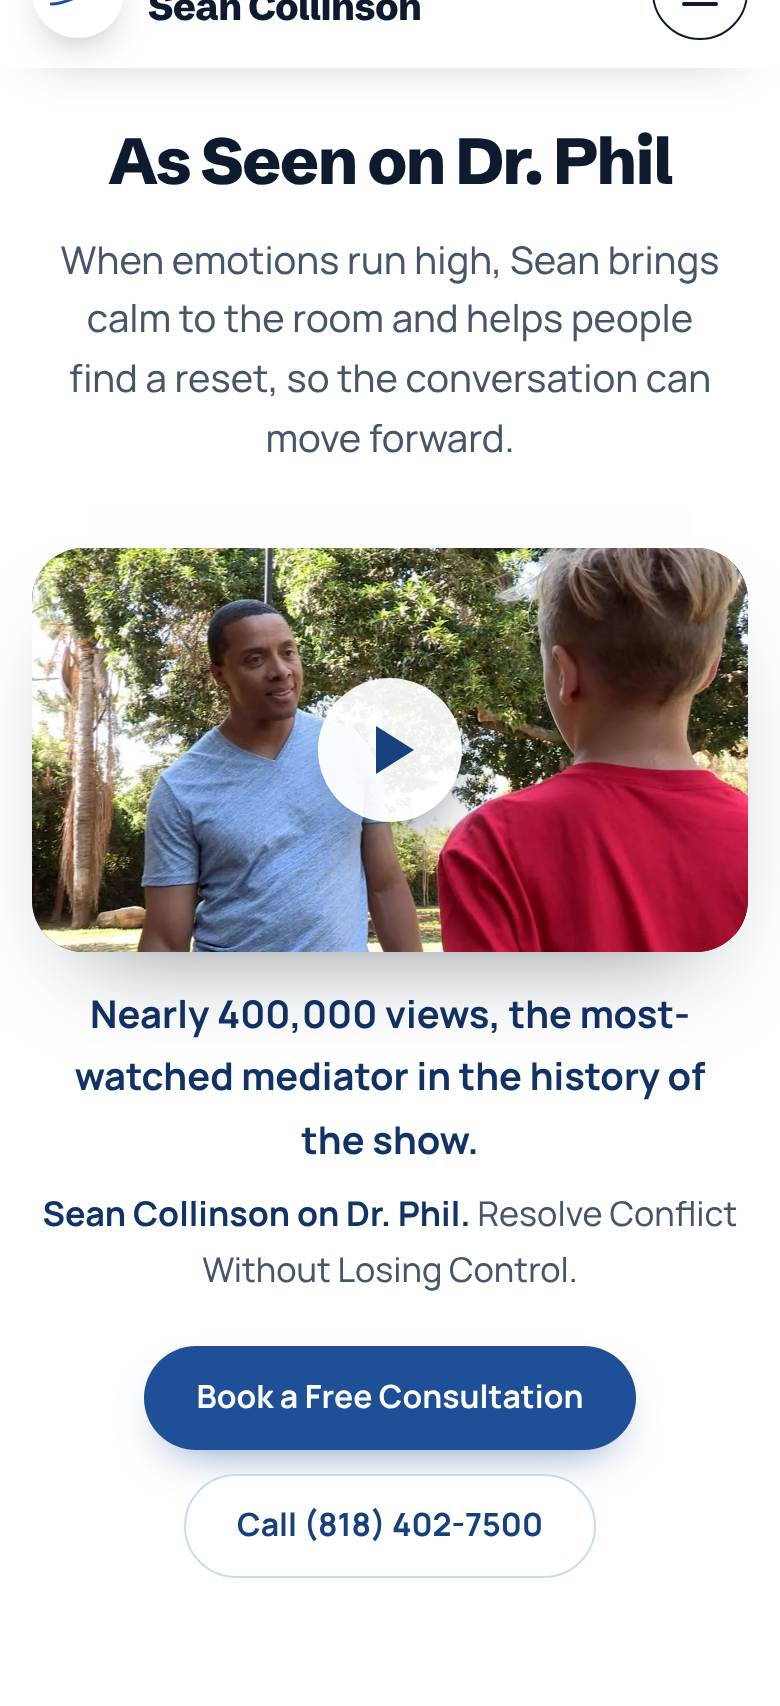 Sean Collinson
As Seen on Dr. Phil
When emotions run high, Sean brings
calm to the room and helps people
find a reset, so the conversation can
move forward.
Nearly 400,000 views, the most-
watched mediator in the history of
the show.
Sean Collinson on Dr. Phil. Resolve Conflict
Without Losing Control.
Book a Free Consultation
Call (818) 402-7500